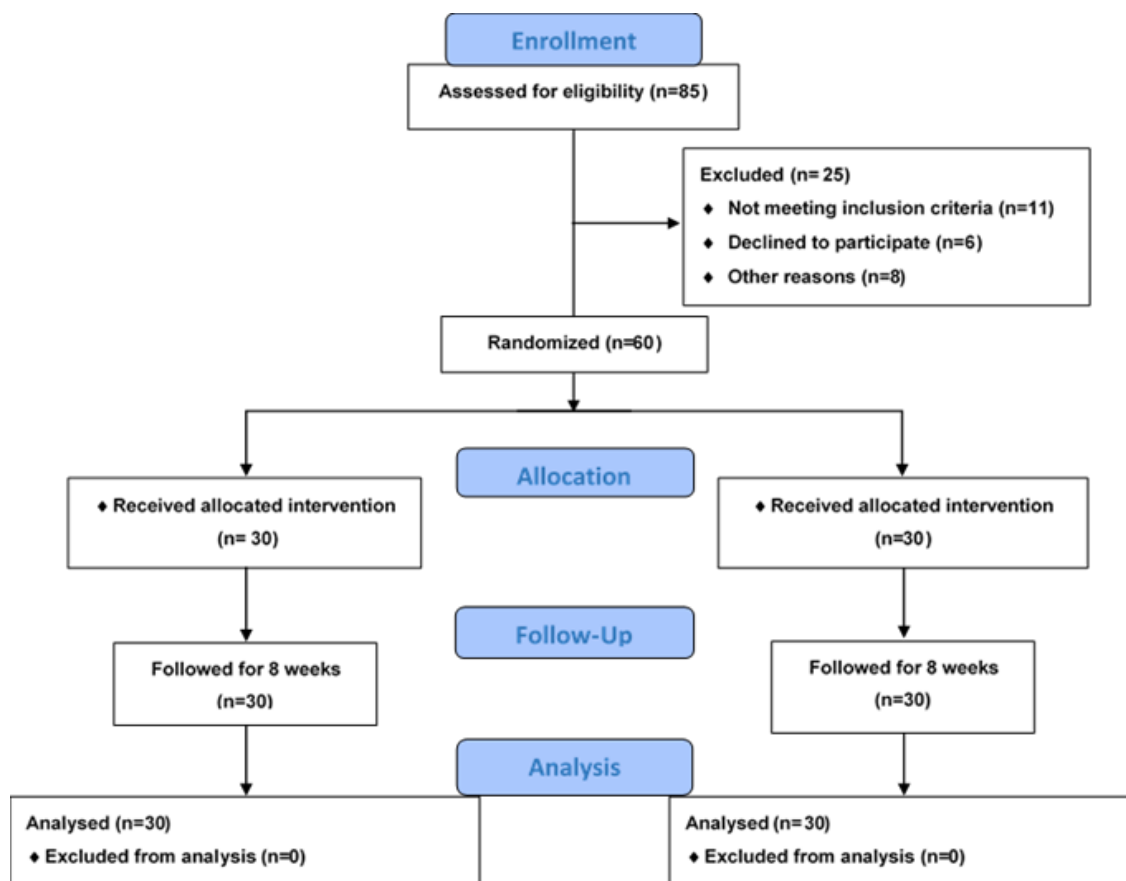 Enrollment
Assessed for eligibility (n=85)
Excluded (n= 25)
♦ Not meeting inclusion criteria (n=11)
♦ Declined to participate (n=6)
♦ Other reasons (n=8)
Randomized (n=60)
Allocation
♦ Received allocated intervention
(n= 30)
♦ Received allocated intervention
(n=30)
Follow-Up
Followed for 8 weeks
(n=30)
Followed for 8 weeks
(n=30)
Analysis
Analysed (n=30)
♦ Excluded from analysis (n=0)
Analysed (n=30)
♦ Excluded from analysis (n=0)